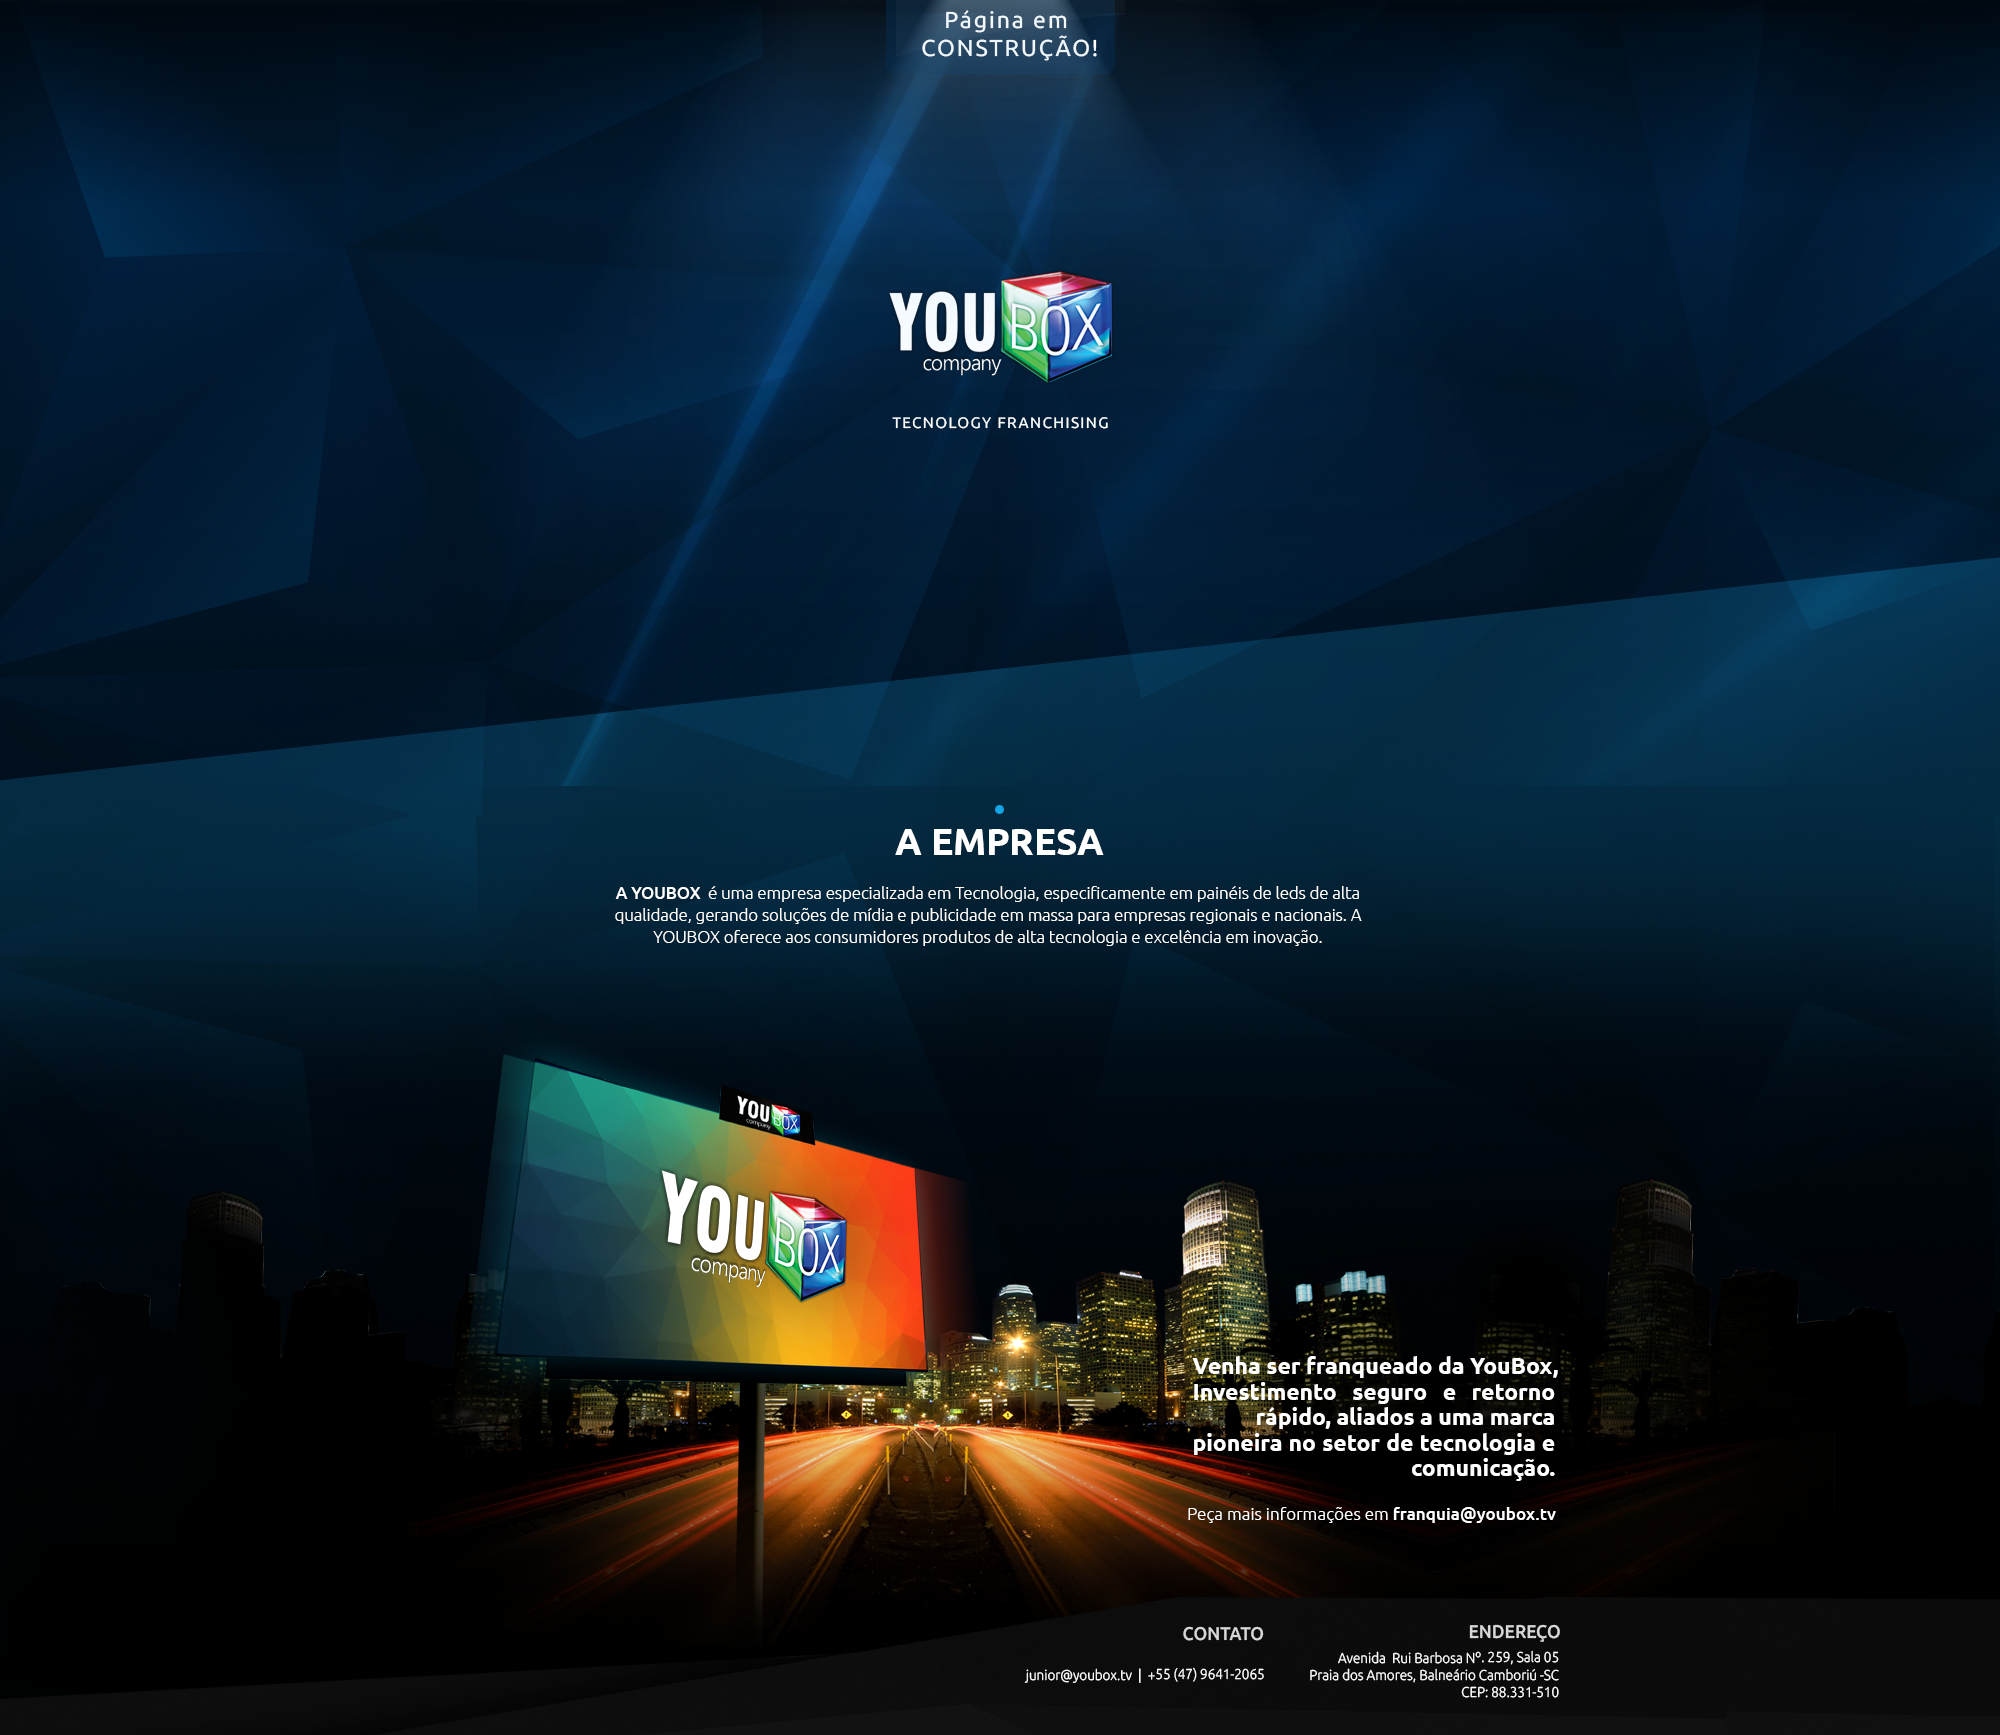 Página em
CONSTRUÇÃO!
YOU BOX
company
TECNOLOGY FRANCHISING
A EMPRESA
A YOUBOX é uma empresa especializada em Tecnologia, especificamente em painéis de leds de alta
qualidade, gerando soluções de mídia e publicidade em massa para empresas regionais e nacionais. A
YOUBOX oferece aos consumidores produtos de alta tecnologia e excelência em inovação.
YOU BOX
company
YOU BOX
company
Venha ser franqueado da YouBox,
Investimento seguro e retorno
rápido, aliados a uma marca
pioneira no setor de tecnologia e
comunicação.
Peça mais informações em franquia@youbox.tv
CONTATO
junior@youbox.tv | +55 (47) 9641-2065
ENDEREÇO
Avenida Rui Barbosa Nº. 259, Sala 05
Praia dos Amores, Balneário Camboriú -SC
CEP: 88.331-510